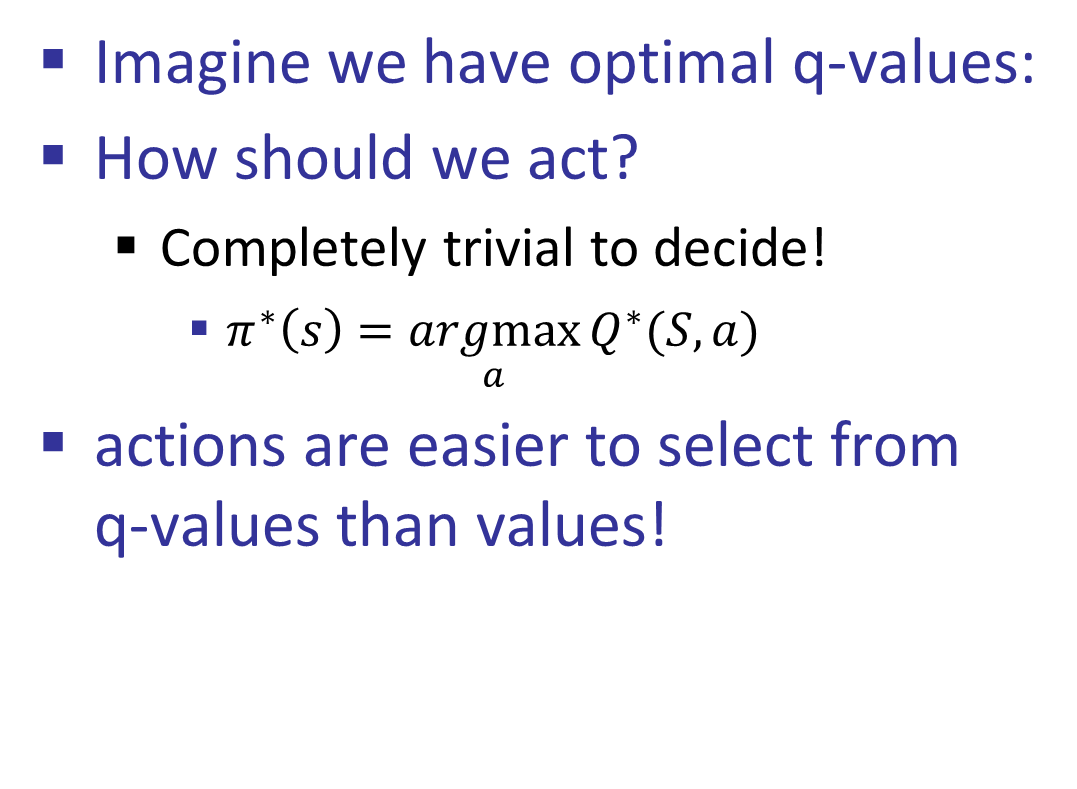 ▪ Imagine we have optimal q-values:
▪ How should we act?
▪ Completely trivial to decide!
▪ 𝜋*(𝑠) = 𝑎𝑟𝑔max 𝑄*(𝑆, 𝑎)
𝑎
▪ actions are easier to select from
q-values than values!